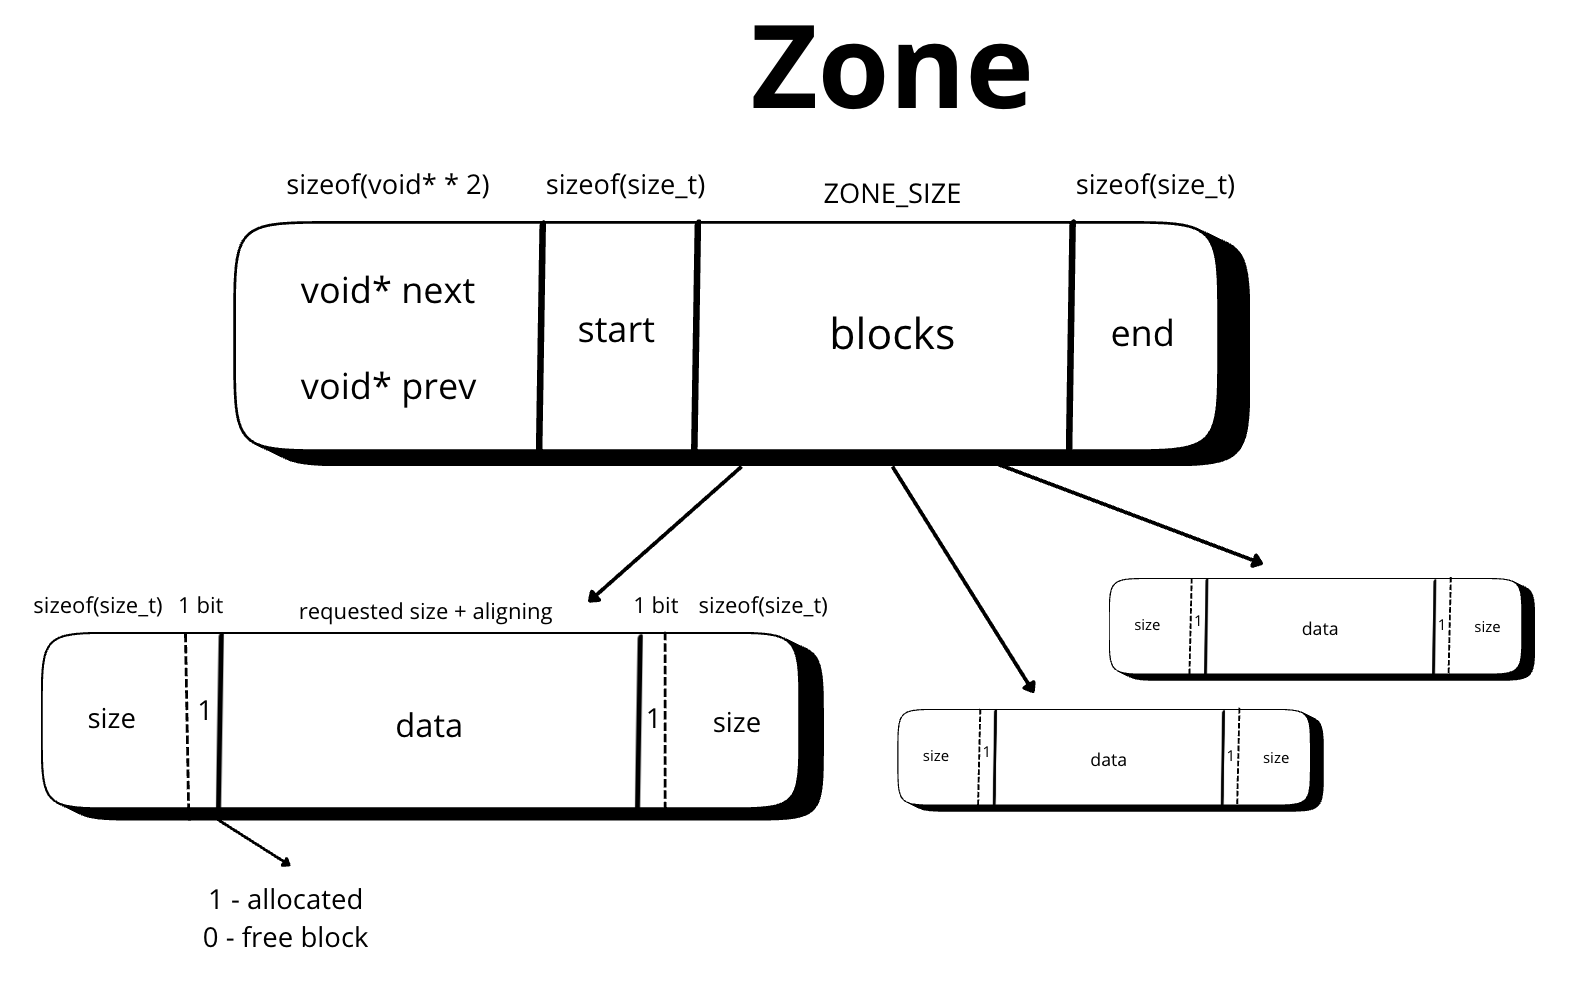 Zone
sizeof(void* * 2)
sizeof(size_t)
ZONE_SIZE
sizeof(size_t)
void* next
void* prev
start
blocks
end
sizeof(size_t)
1 bit
requested size + aligning
1 bit
sizeof(size_t)
size
1
data
1
size
1 - allocated
0 - free block
size
1
data
1
size
size
1
data
1
size